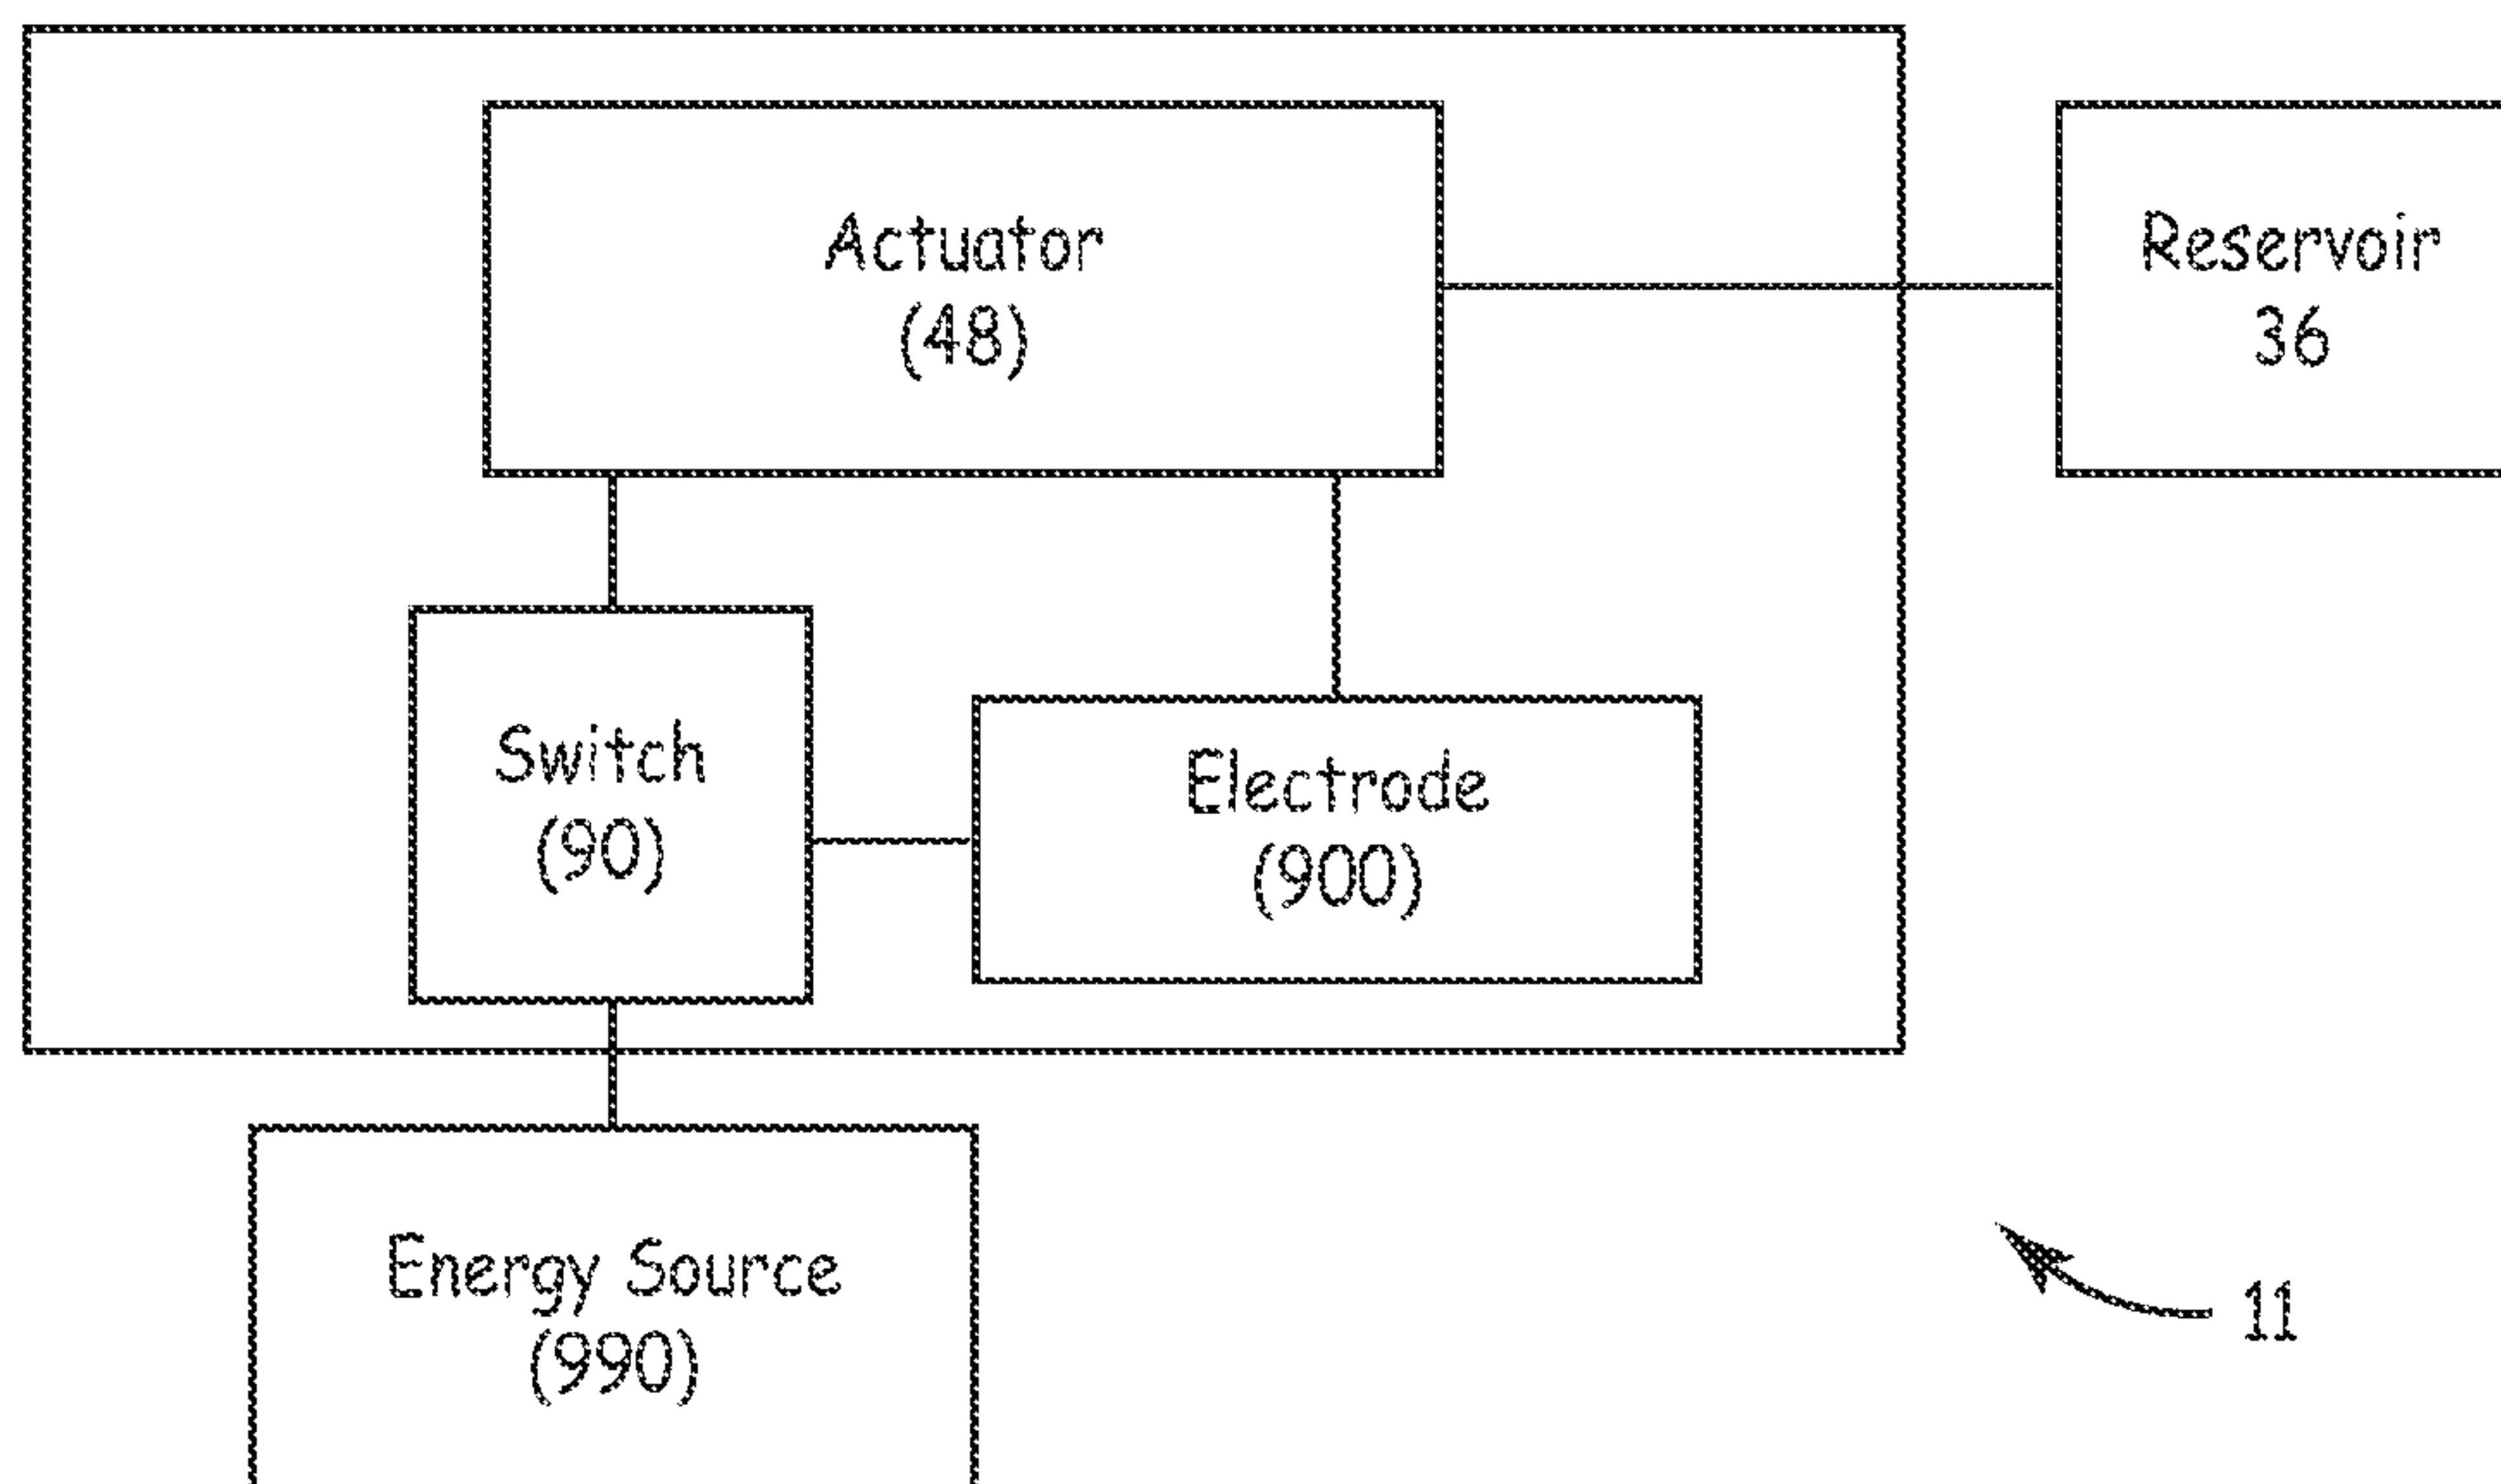 Actuator
(48)
Reservoir
36
Switch
(90)
Electrode
(900)
Energy Source
(990)
11